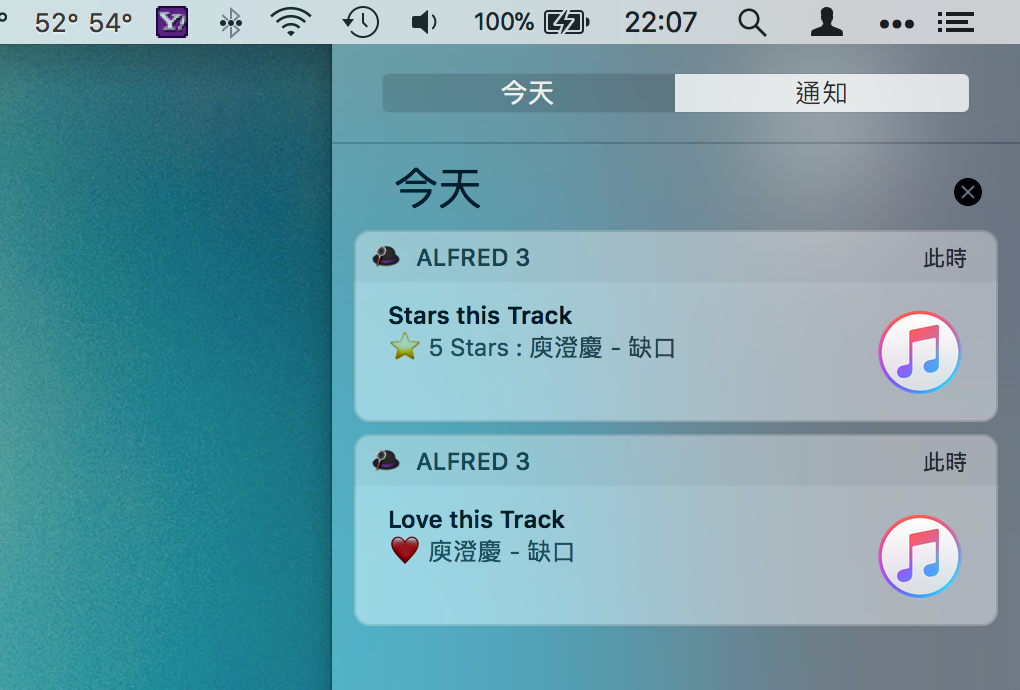 52° 54°
Y!
100%
22:07
今天
通知
今天
ALFRED 3
此時
Stars this Track
5 Stars : 庾澄慶 - 缺口
ALFRED 3
此時
Love this Track
庾澄慶 - 缺口